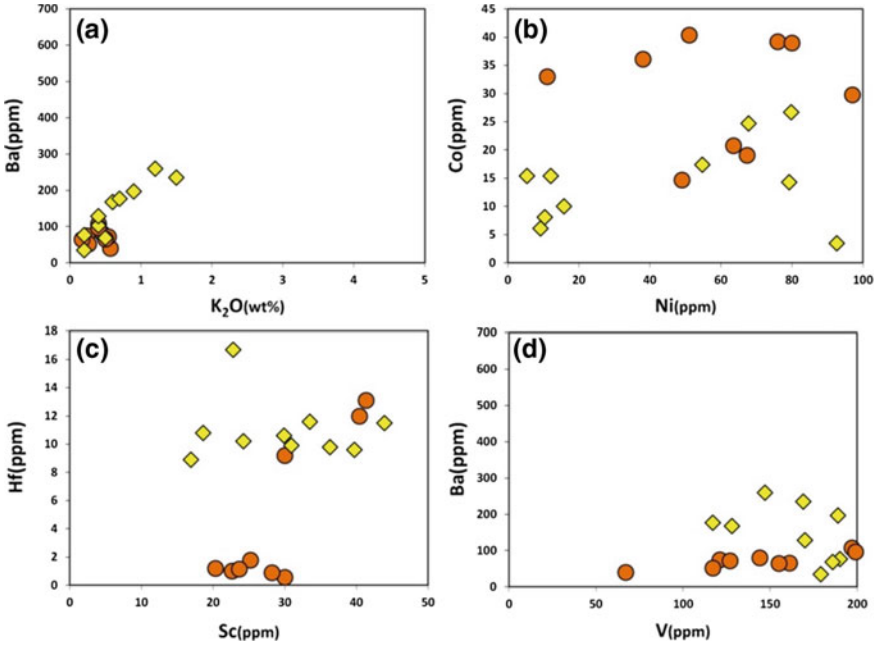 (a)
700
600
500
400
300
200
100
0
Ba(ppm)
0 1 2 3 4 5
K₂O(wt%)
(b)
45
40
35
30
25
20
15
10
5
0
Co(ppm)
0 20 40 60 80 100
Ni(ppm)
(c)
18
16
14
12
10
8
6
4
2
0
Hf(ppm)
0 10 20 30 40 50
Sc(ppm)
(d)
700
600
500
400
300
200
100
0
Ba(ppm)
0 50 100 150 200
V(ppm)